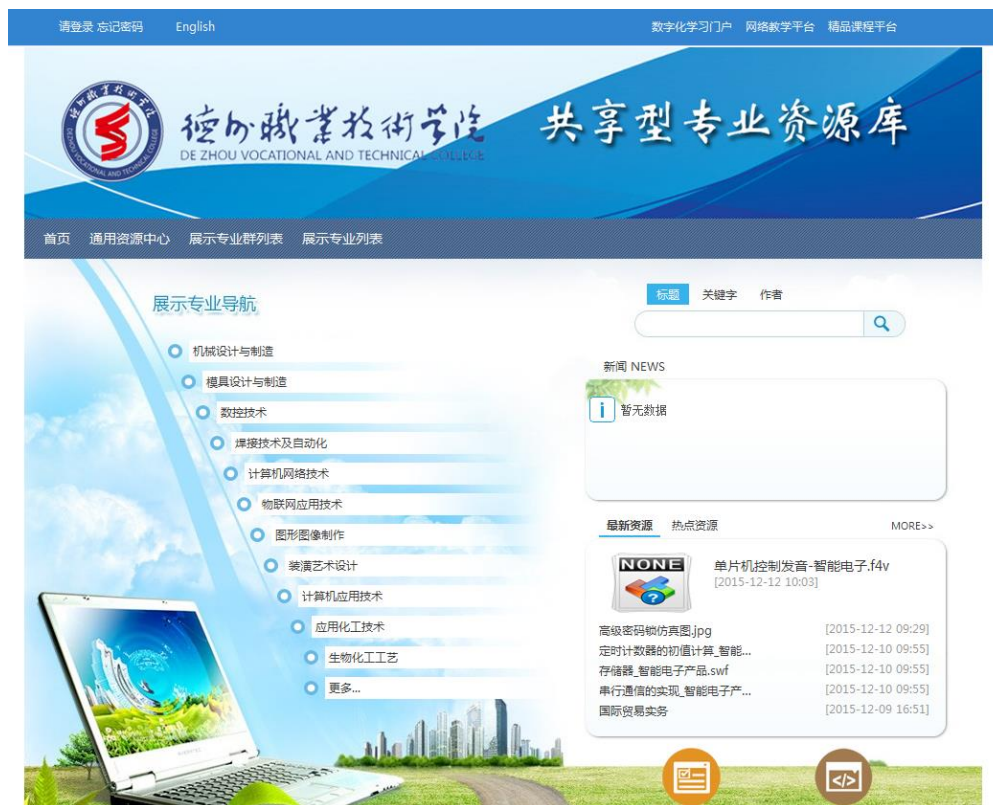 请登录 忘记密码 English 数字化学习门户 网络教学平台 精品课程平台
德州職業技術学院 共享型专业资源库
DE ZHOU VOCATIONAL AND TECHNICAL COLLEGE
首页 通用资源中心 展示专业群列表 展示专业列表
展示专业导航
机械设计与制造
模具设计与制造
数控技术
焊接技术及自动化
计算机网络技术
物联网应用技术
图形图像制作
装潢艺术设计
计算机应用技术
应用化工技术
生物化工工艺
更多...
标题 关键字 作者
新闻 NEWS
i 暂无数据
最新资源 热点资源 MORE>>
NONE
?
单片机控制发音-智能电子.f4v
[2015-12-12 10:03]
高级密码锁仿真图.jpg [2015-12-12 09:29]
定时计数器的初值计算_智能... [2015-12-10 09:55]
存储器_智能电子产品.swf [2015-12-10 09:55]
串行通信的实现_智能电子产... [2015-12-10 09:55]
国际贸易实务 [2015-12-09 16:51]
</>